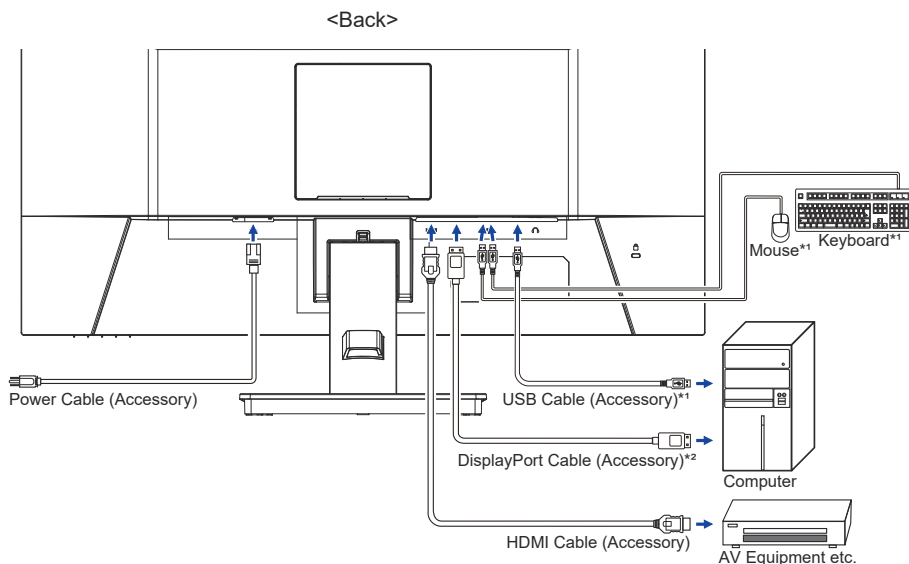 <Back>
Mouse*¹
Keyboard*¹
Power Cable (Accessory)
USB Cable (Accessory)*¹
DisplayPort Cable (Accessory)*²
Computer
HDMI Cable (Accessory)
AV Equipment etc.